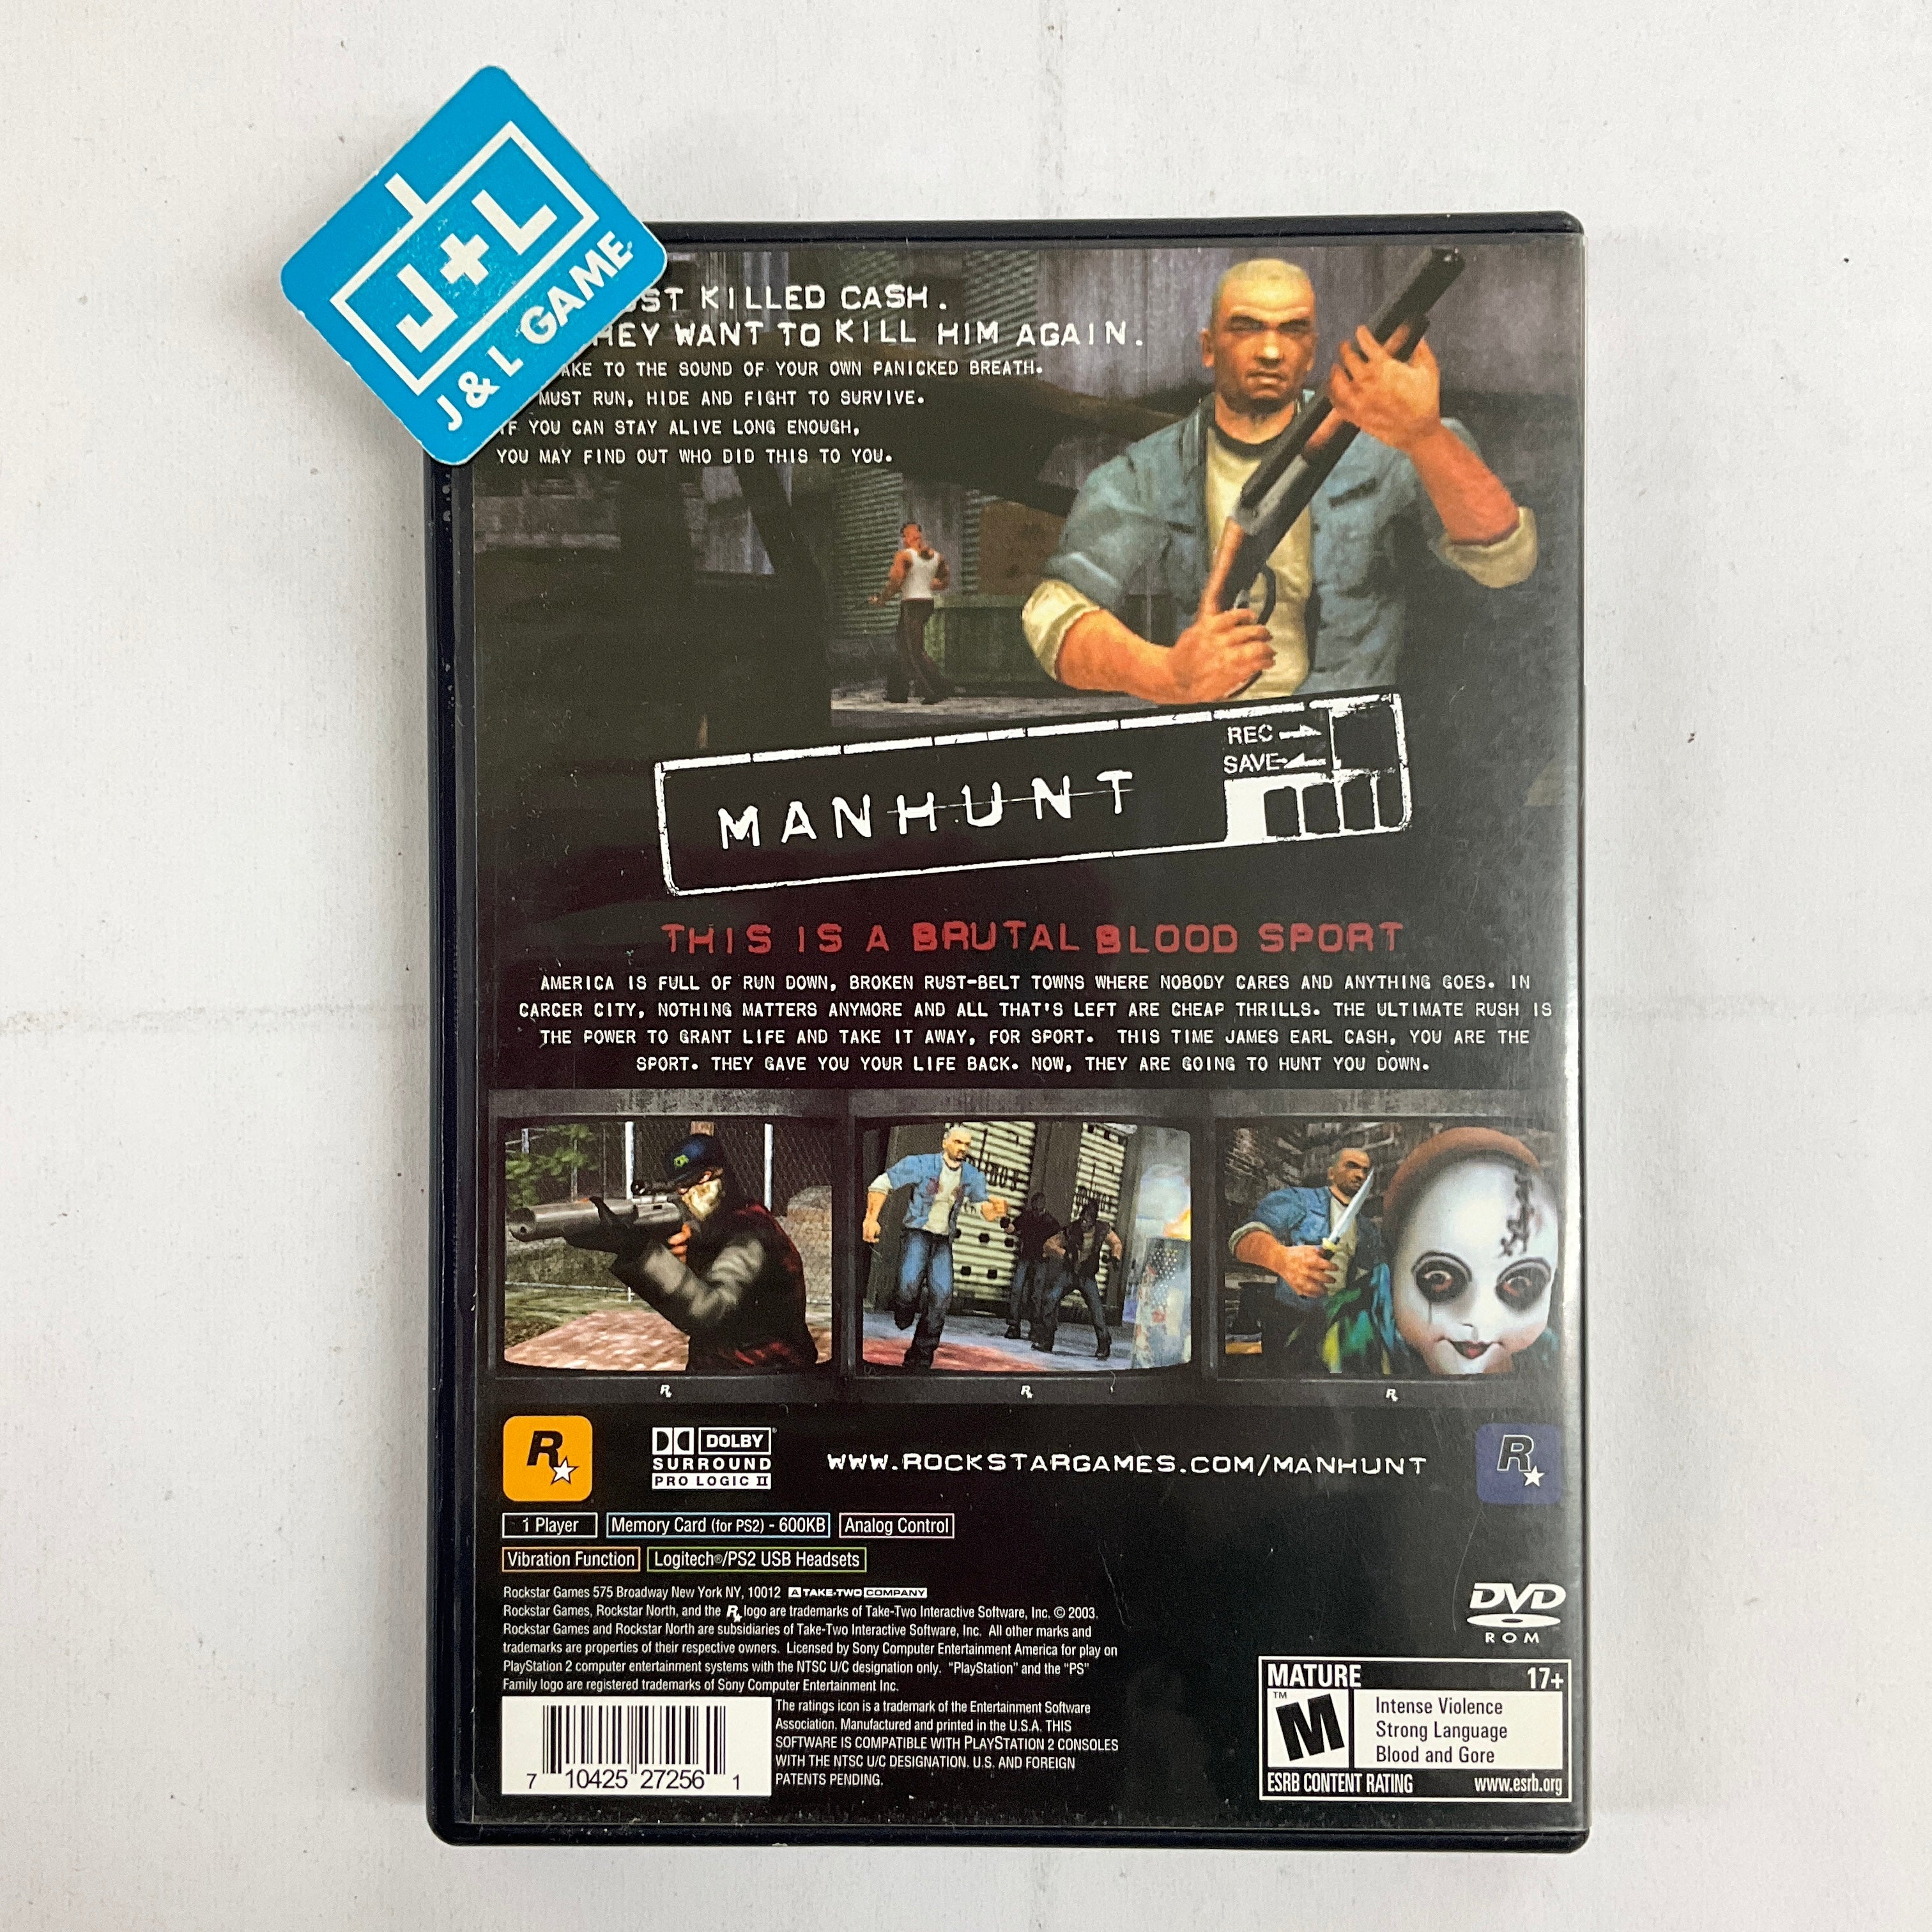 J+L
J & L GAME
KILLED CASH.
WANT TO KILL HIM AGAIN.
TO THE SOUND OF YOUR OWN PANICKED BREATH.
MUST RUN, HIDE AND FIGHT TO SURVIVE.
IF YOU CAN STAY ALIVE LONG ENOUGH,
YOU MAY FIND OUT WHO DID THIS TO YOU.
REC
SAVE
MANHUNT
THIS IS A BRUTAL BLOOD SPORT
AMERICA IS FULL OF RUN DOWN, BROKEN RUST-BELT TOWNS WHERE NOBODY CARES AND ANYTHING GOES. IN
CARCER CITY, NOTHING MATTERS ANYMORE AND ALL THAT'S LEFT ARE CHEAP THRILLS. THE ULTIMATE RUSH IS
THE POWER TO GRANT LIFE AND TAKE IT AWAY, FOR SPORT. THIS TIME JAMES EARL CASH, YOU ARE THE
SPORT. THEY GAVE YOU YOUR LIFE BACK. NOW, THEY ARE GOING TO HUNT YOU DOWN.
R R R
R
DOLBY
SURROUND
PRO LOGIC II
WWW.ROCKSTARGAMES.COM/MANHUNT
R
1 Player Memory Card (for PS2) - 600KB Analog Control
Vibration Function Logitech®/PS2 USB Headsets
Rockstar Games 575 Broadway New York NY, 10012 A TAKE-TWO COMPANY
Rockstar Games, Rockstar North, and the R logo are trademarks of Take-Two Interactive Software, Inc. © 2003.
Rockstar Games and Rockstar North are subsidiaries of Take-Two Interactive Software, Inc. All other marks and
trademarks are properties of their respective owners. Licensed by Sony Computer Entertainment America for play on
PlayStation 2 computer entertainment systems with the NTSC U/C designation only. "PlayStation" and the "PS"
Family logo are registered trademarks of Sony Computer Entertainment Inc.
The ratings icon is a trademark of the Entertainment Software
Association. Manufactured and printed in the U.S.A. THIS
SOFTWARE IS COMPATIBLE WITH PLAYSTATION 2 CONSOLES
WITH THE NTSC U/C DESIGNATION. U.S. AND FOREIGN
PATENTS PENDING.
7 10425 27256 1
DVD
ROM
MATURE 17+
M™
Intense Violence
Strong Language
Blood and Gore
ESRB CONTENT RATING www.esrb.org